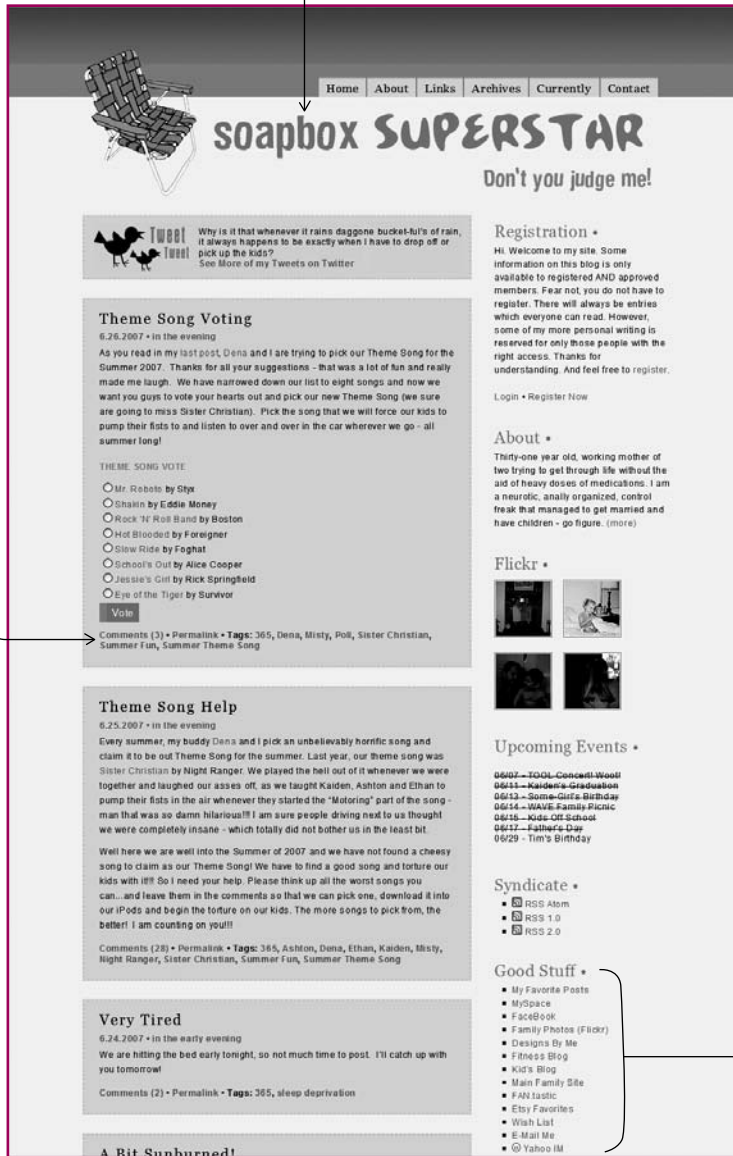 Home About Links Archives Currently Contact
soapbox SUPERSTAR
Don't you judge me!
Tweet
Tweet
Why is it that whenever it rains daggone bucket-ful's of rain,
it always happens to be exactly when I have to drop off or
pick up the kids?
See More of my Tweets on Twitter
Theme Song Voting
6.26.2007 • in the evening
As you read in my last post, Dena and I are trying to pick our Theme Song for the
Summer 2007. Thanks for all your suggestions - that was a lot of fun and really
made me laugh. We have narrowed down our list to eight songs and now we
want you guys to vote your hearts out and pick our new Theme Song (we sure
are going to miss Sister Christian). Pick the song that we will force our kids to
pump their fists to and listen to over and over in the car wherever we go - all
summer long!
THEME SONG VOTE
Mr. Roboto by Styx
Shakin by Eddie Money
Rock 'N' Roll Band by Boston
Hot Blooded by Foreigner
Slow Ride by Foghat
School's Out by Alice Cooper
Jessie's Girl by Rick Springfield
Eye of the Tiger by Survivor
Vote
Comments (3) • Permalink • Tags: 365, Dena, Misty, Poll, Sister Christian,
Summer Fun, Summer Theme Song
Theme Song Help
6.25.2007 • in the evening
Every summer, my buddy Dena and I pick an unbelievably horrific song and
claim it to be out Theme Song for the summer. Last year, our theme song was
Sister Christian by Night Ranger. We played the hell out of it whenever we were
together and laughed our asses off, as we taught Kaiden, Ashton and Ethan to
pump their fists in the air whenever they started the "Motoring" part of the song -
man that was so damn hilarious!!! I am sure people driving next to us thought
we were completely insane - which totally did not bother us in the least bit.
Well here we are well into the Summer of 2007 and we have not found a cheesy
song to claim as our Theme Song! We have to find a good song and torture our
kids with it!!! So I need your help. Please think up all the worst songs you
can...and leave them in the comments so that we can pick one, download it into
our iPods and begin the torture on our kids. The more songs to pick from, the
better! I am counting on you!!!
Comments (28) • Permalink • Tags: 365, Ashton, Dena, Ethan, Kaiden, Misty,
Night Ranger, Sister Christian, Summer Fun, Summer Theme Song
Very Tired
6.24.2007 • in the early evening
We are hitting the bed early tonight, so not much time to post. I'll catch up with
you tomorrow!
Comments (2) • Permalink • Tags: 365, sleep deprivation
A Bit Sunburned!
Registration •
Hi. Welcome to my site. Some
information on this blog is only
available to registered AND approved
members. Fear not, you do not have to
register. There will always be entries
which everyone can read. However,
some of my more personal writing is
reserved for only those people with the
right access. Thanks for
understanding. And feel free to register.
Login • Register Now
About •
Thirty-one year old, working mother of
two trying to get through life without the
aid of heavy doses of medications. I am
a neurotic, anally organized, control
freak that managed to get married and
have children - go figure. (more)
Flickr •
Upcoming Events •
06/07 - TOOL Concert! Woot!
06/11 - Kaiden's Graduation
06/13 - Some-Girl's Birthday
06/14 - WAVE Family Picnic
06/15 - Kids Off School
06/17 - Father's Day
06/29 - Tim's Birthday
Syndicate •
RSS Atom
RSS 1.0
RSS 2.0
Good Stuff •
My Favorite Posts
MySpace
FaceBook
Family Photos (Flickr)
Designs By Me
Fitness Blog
Kid's Blog
Main Family Site
FAN.tastic
Etsy Favorites
Wish List
E-Mail Me
Yahoo IM